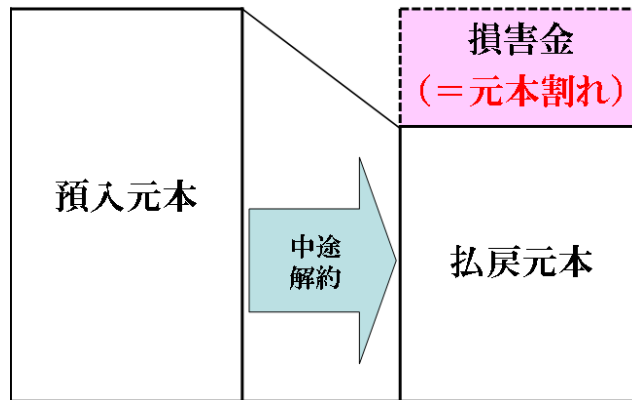 預入元本
中途
解約
損害金
（＝元本割れ）
払戻元本